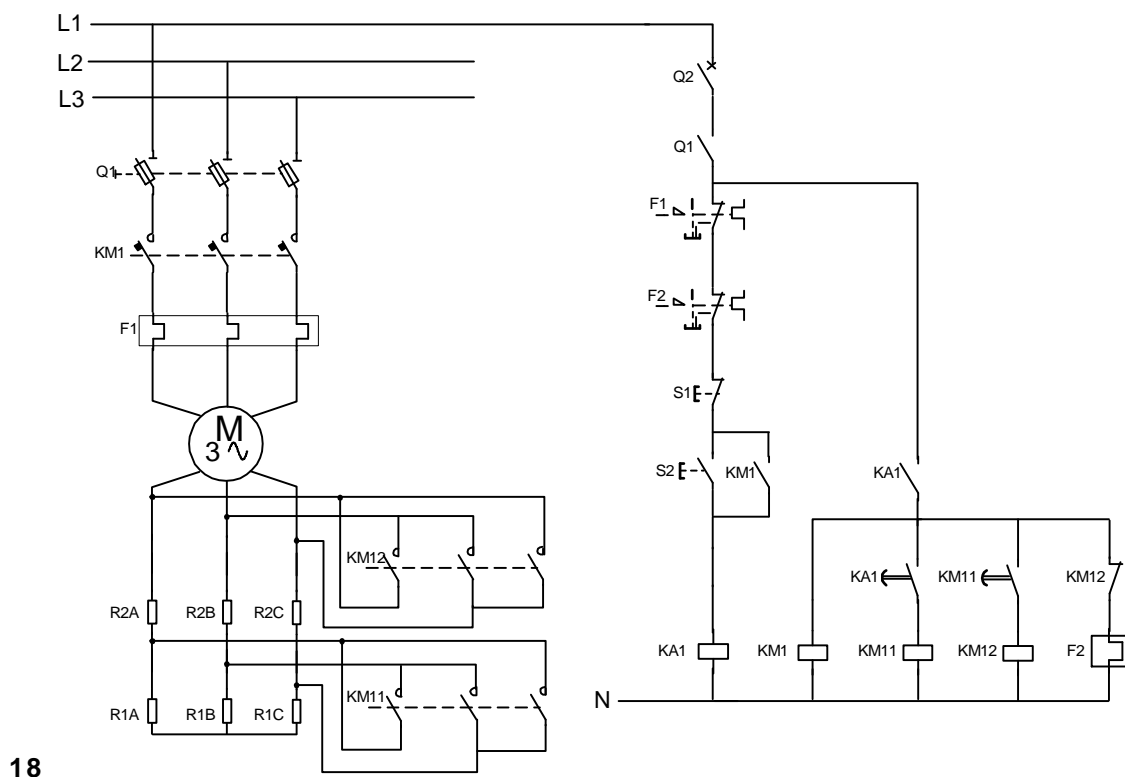 L1
L2
L3
Q2
Q1
Q1
F1
KM1
F2
F1
S1
M
3
S2 KM1 KA1
KM12
KA1 KM11 KM12
R2A R2B R2C
KA1 KM1 KM11 KM12 F2
KM11
N
R1A R1B R1C
18